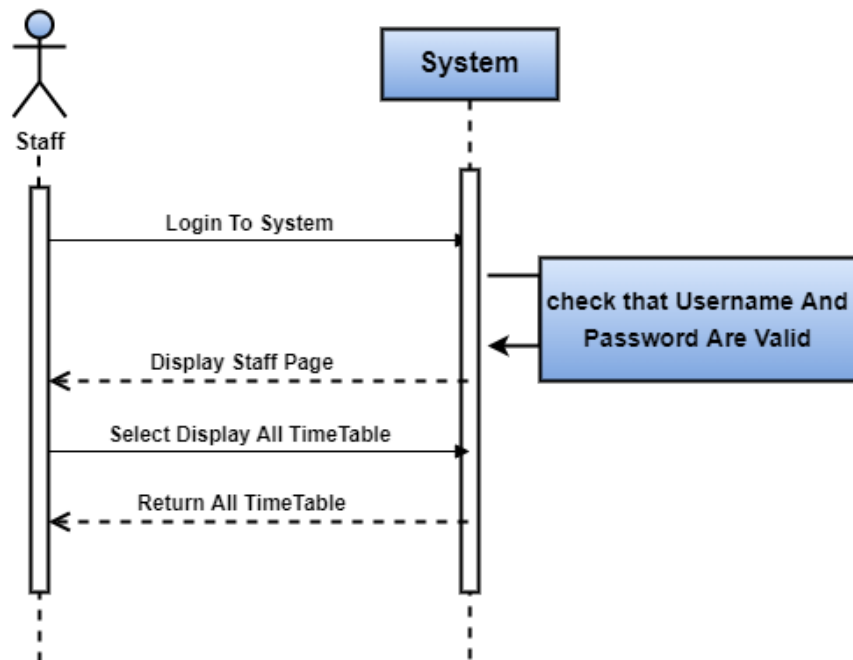 System
Staff
Login To System
check that Username And
Password Are Valid
Display Staff Page
Select Display All TimeTable
Return All TimeTable